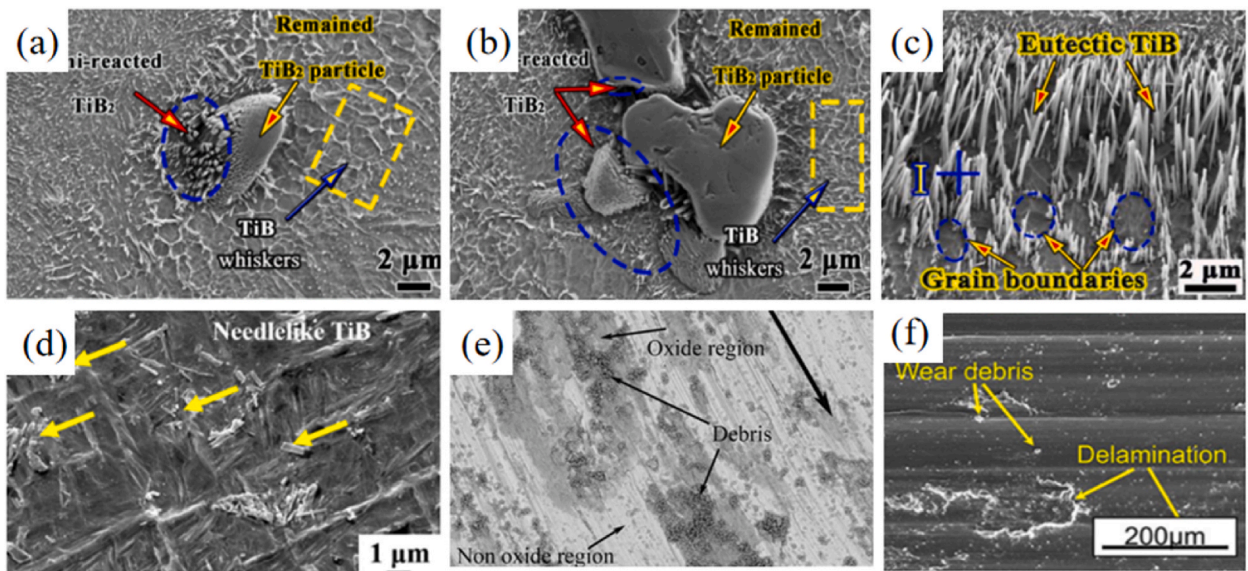 (a)
Remained
ni-reacted
TiB₂ particle
TiB₂
TiB
whiskers
2 μm
(b)
Remained
-reacted
TiB₂ particle
TiB₂
TiB
whiskers
2 μm
(c)
Eutectic TiB
I
Grain boundaries
2 μm
(d)
Needlelike TiB
1 μm
(e)
Oxide region
Debris
Non oxide region
(f)
Wear debris
Delamination
200μm